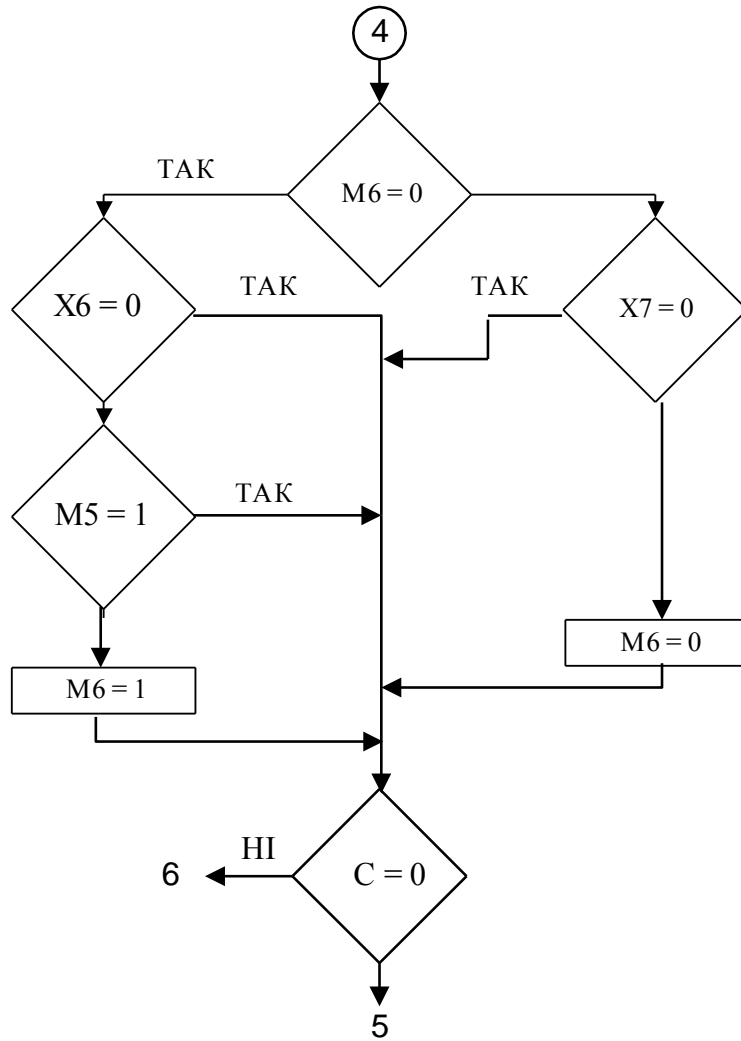 4
ТАК
M6 = 0
X6 = 0
ТАК
ТАК
X7 = 0
M5 = 1
ТАК
M6 = 1
M6 = 0
НІ
6
C = 0
5